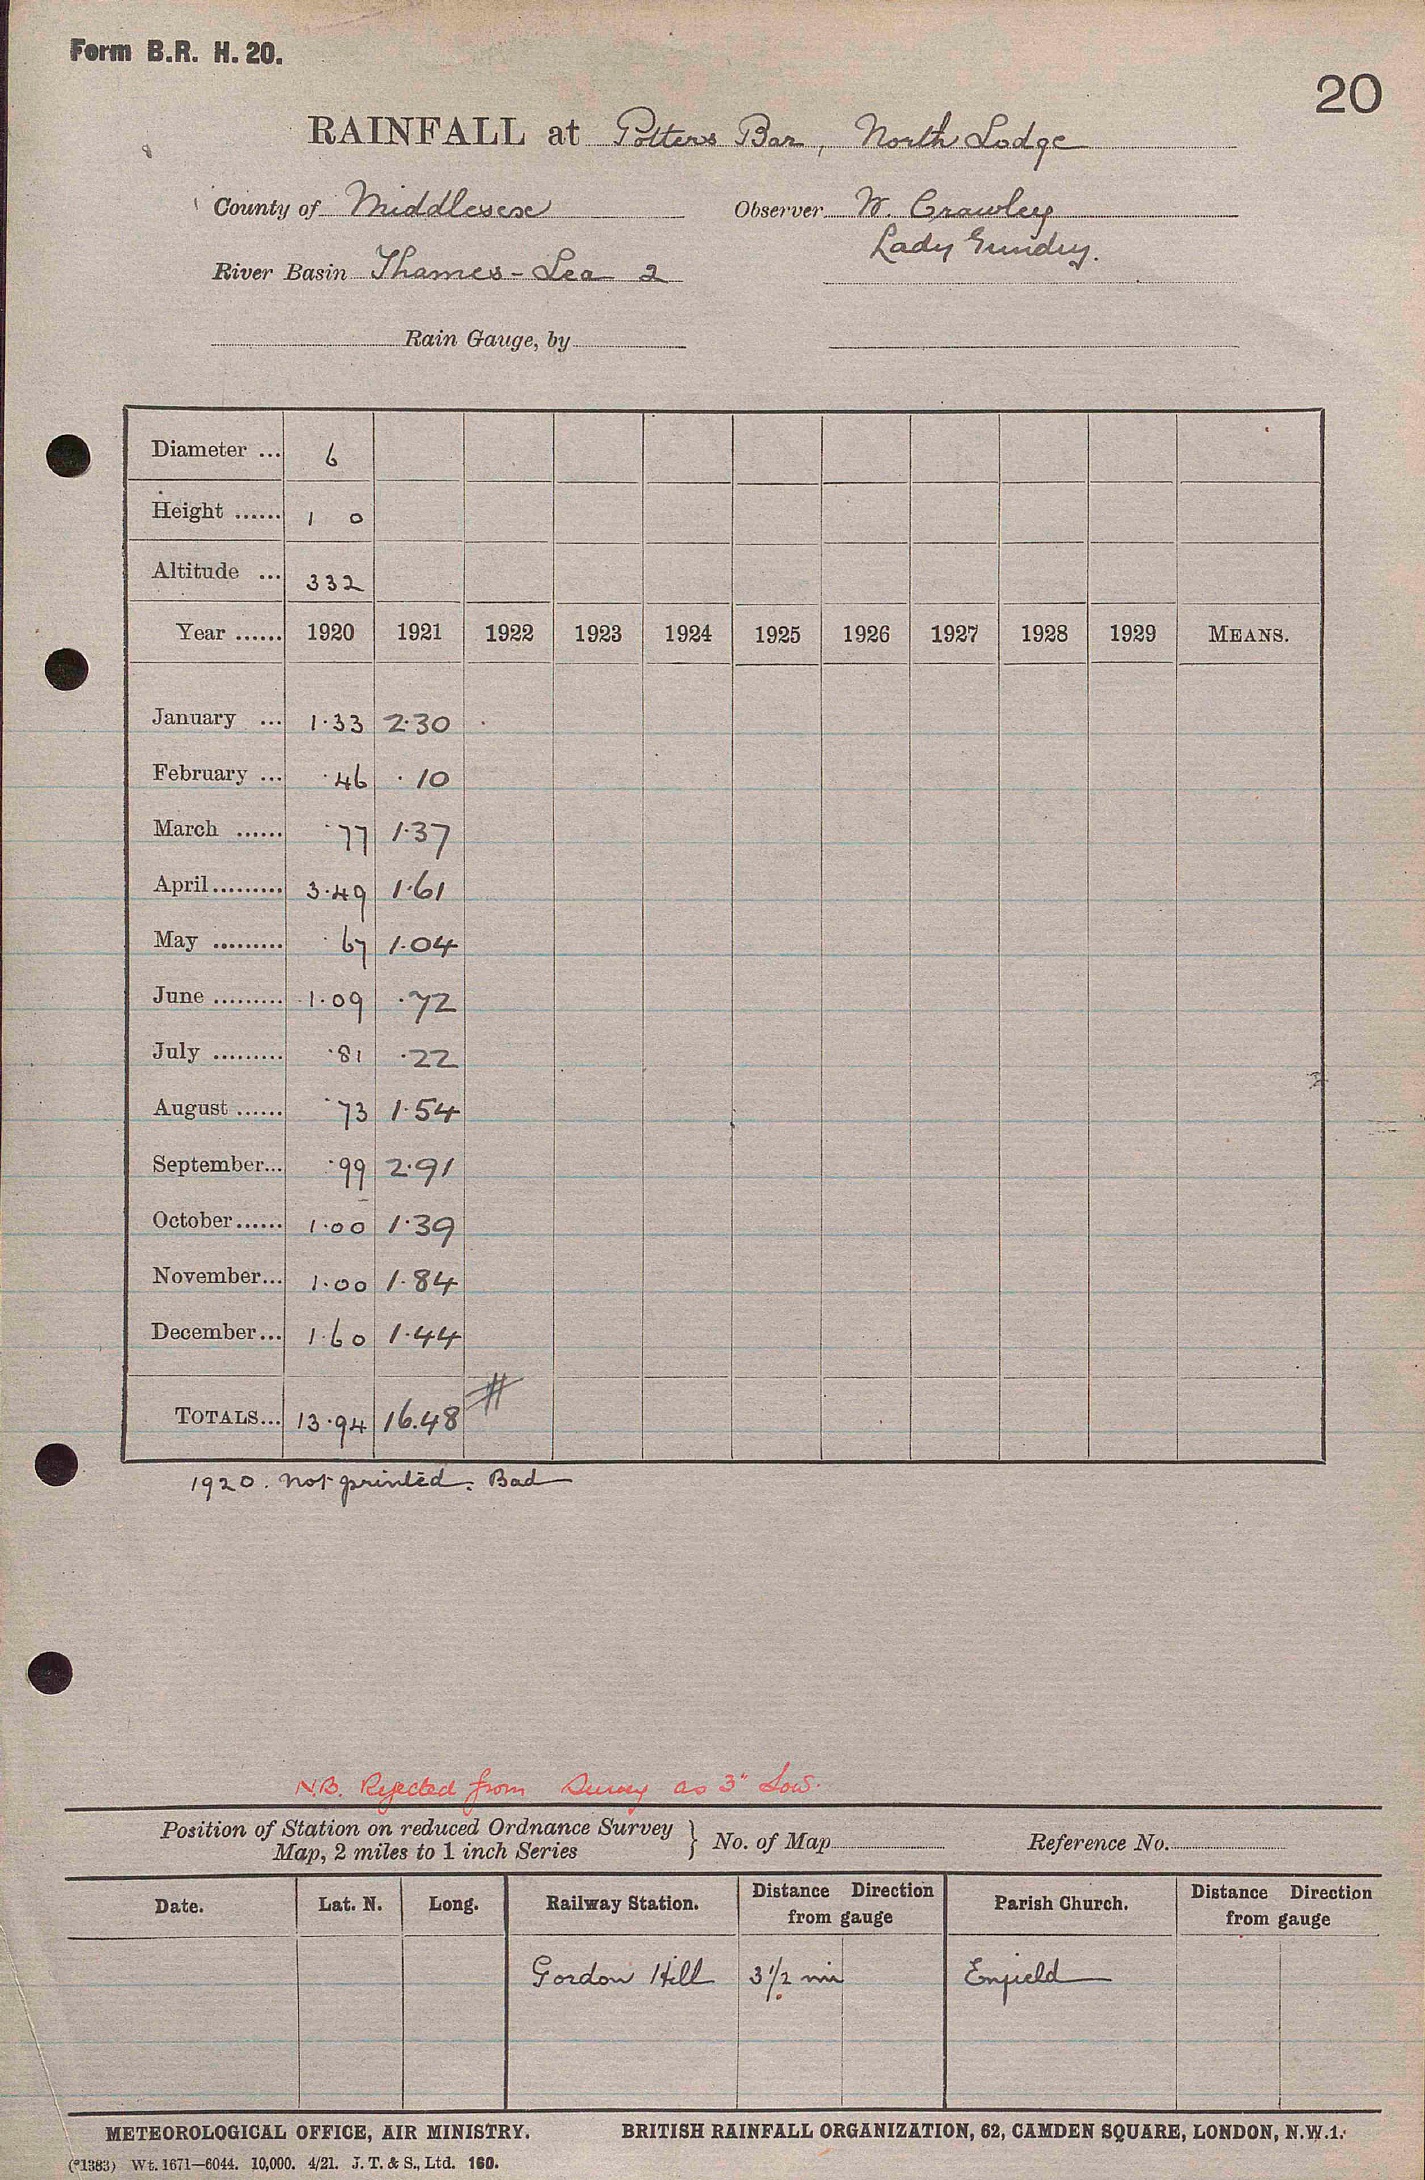 Form B.R. H. 20.
20
RAINFALL at Potters Bar, North Lodge
County of Middlesex Observer W. Crawley
Lady Gundry.
River Basin Thames - Lea 2
Rain Gauge, by
Diameter ... 6
Height ...... 1 0
Altitude ... 332
Year ...... 1920 1921 1922 1923 1924 1925 1926 1927 1928 1929 MEANS.
January ... 1.33 2.30
February ... .46 .10
March ...... .77 1.37
April ......... 3.49 1.61
May ......... .67 1.04
June ......... 1.09 .72
July ......... .81 .22
August ...... .73 1.54
September... .99 2.91
October ...... 1.00 1.39
November... 1.00 1.84
December... 1.60 1.44
TOTALS... 13.94 16.48 #
1920. not printed. Bad
N.B. Rejected from Survey as 3" Low.
Position of Station on reduced Ordnance Survey
Map, 2 miles to 1 inch Series } No. of Map Reference No.
Date. Lat. N. Long. Railway Station. Distance Direction from gauge Parish Church. Distance Direction from gauge
Gordon Hill 3 1/2 mi Enfield
METEOROLOGICAL OFFICE, AIR MINISTRY. BRITISH RAINFALL ORGANIZATION, 62, CAMDEN SQUARE, LONDON, N.W.1.
(*1383) Wt. 1671—6044. 10,000. 4/21. J. T. & S., Ltd. 160.